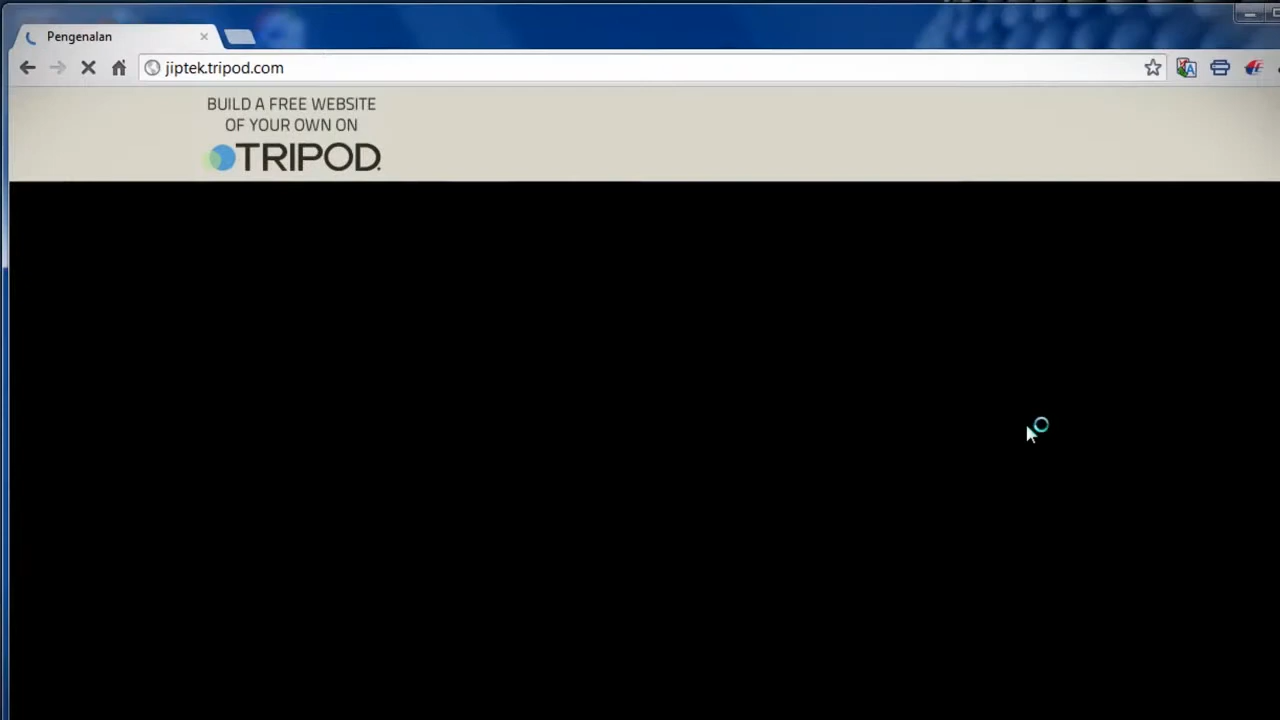 Pengenalan
jiptek.tripod.com
BUILD A FREE WEBSITE
OF YOUR OWN ON
TRIPOD.